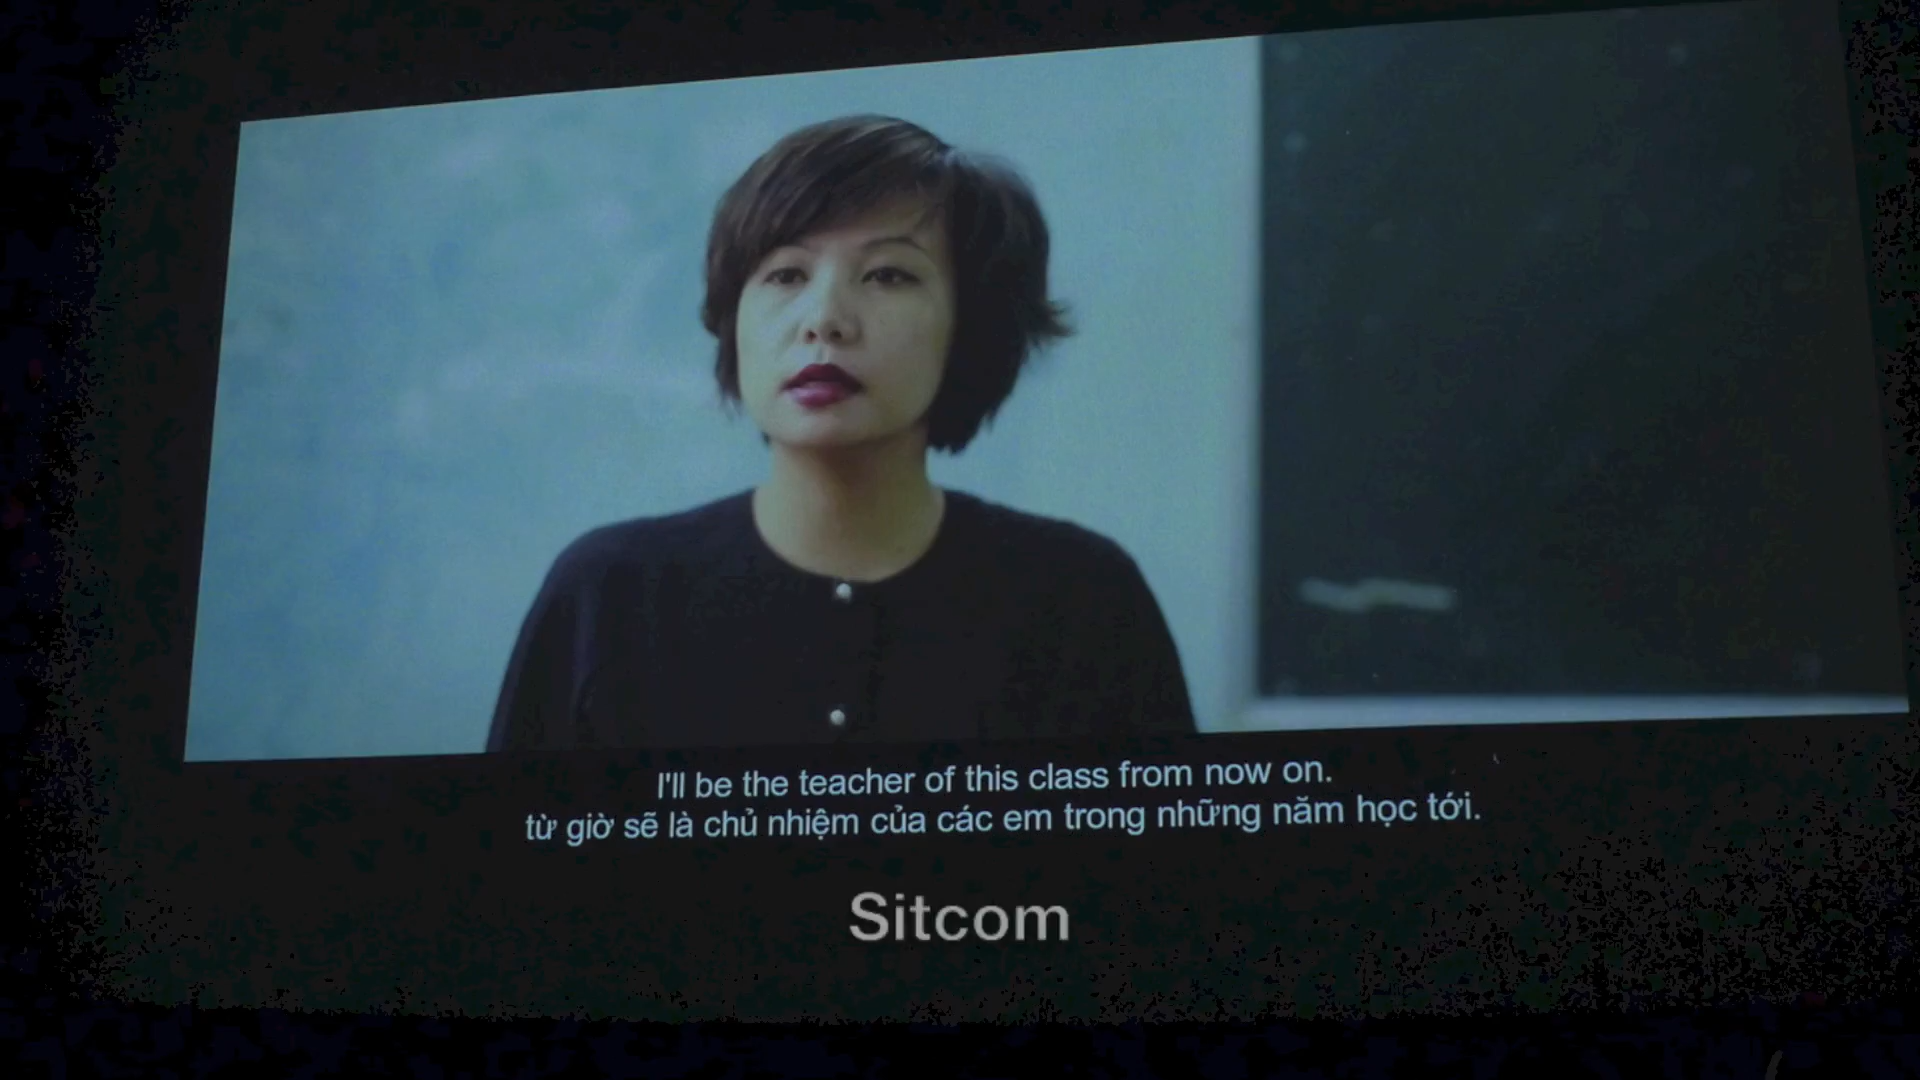 I'll be the teacher of this class from now on.
từ giờ sẽ là chủ nhiệm của các em trong những năm học tới.
Sitcom